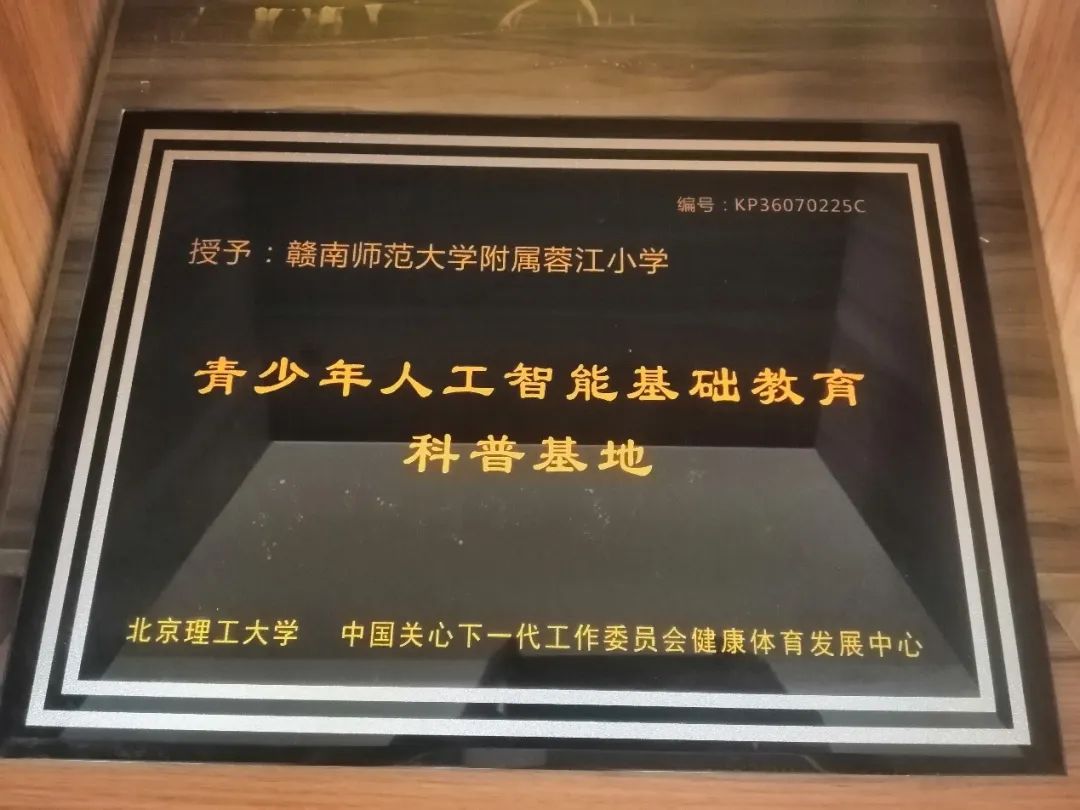 编号：KP36070225C
授予：赣南师范大学附属蓉江小学
青少年人工智能基础教育
科普基地
北京理工大学 中国关心下一代工作委员会健康体育发展中心